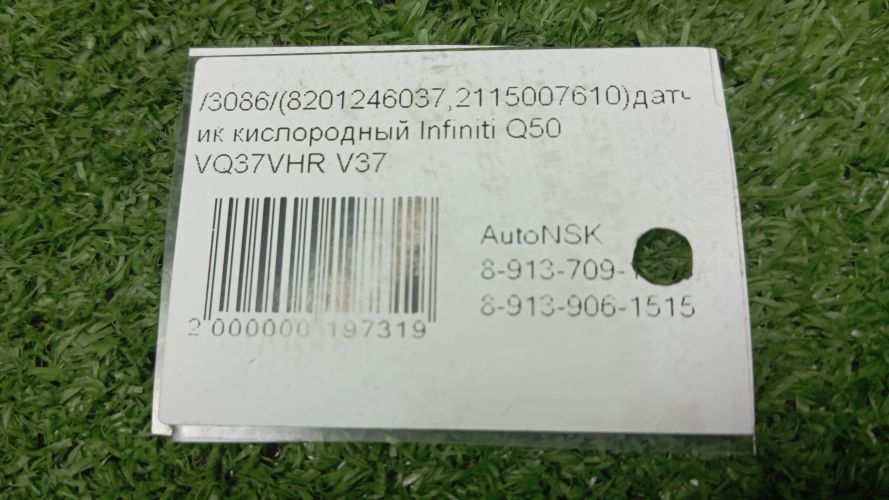 /3086/(8201246037,2115007610)датч
ик кислородный Infiniti Q50
VQ37VHR V37
AutoNSK
8-913-709-
8-913-906-1515
2 000000 197319